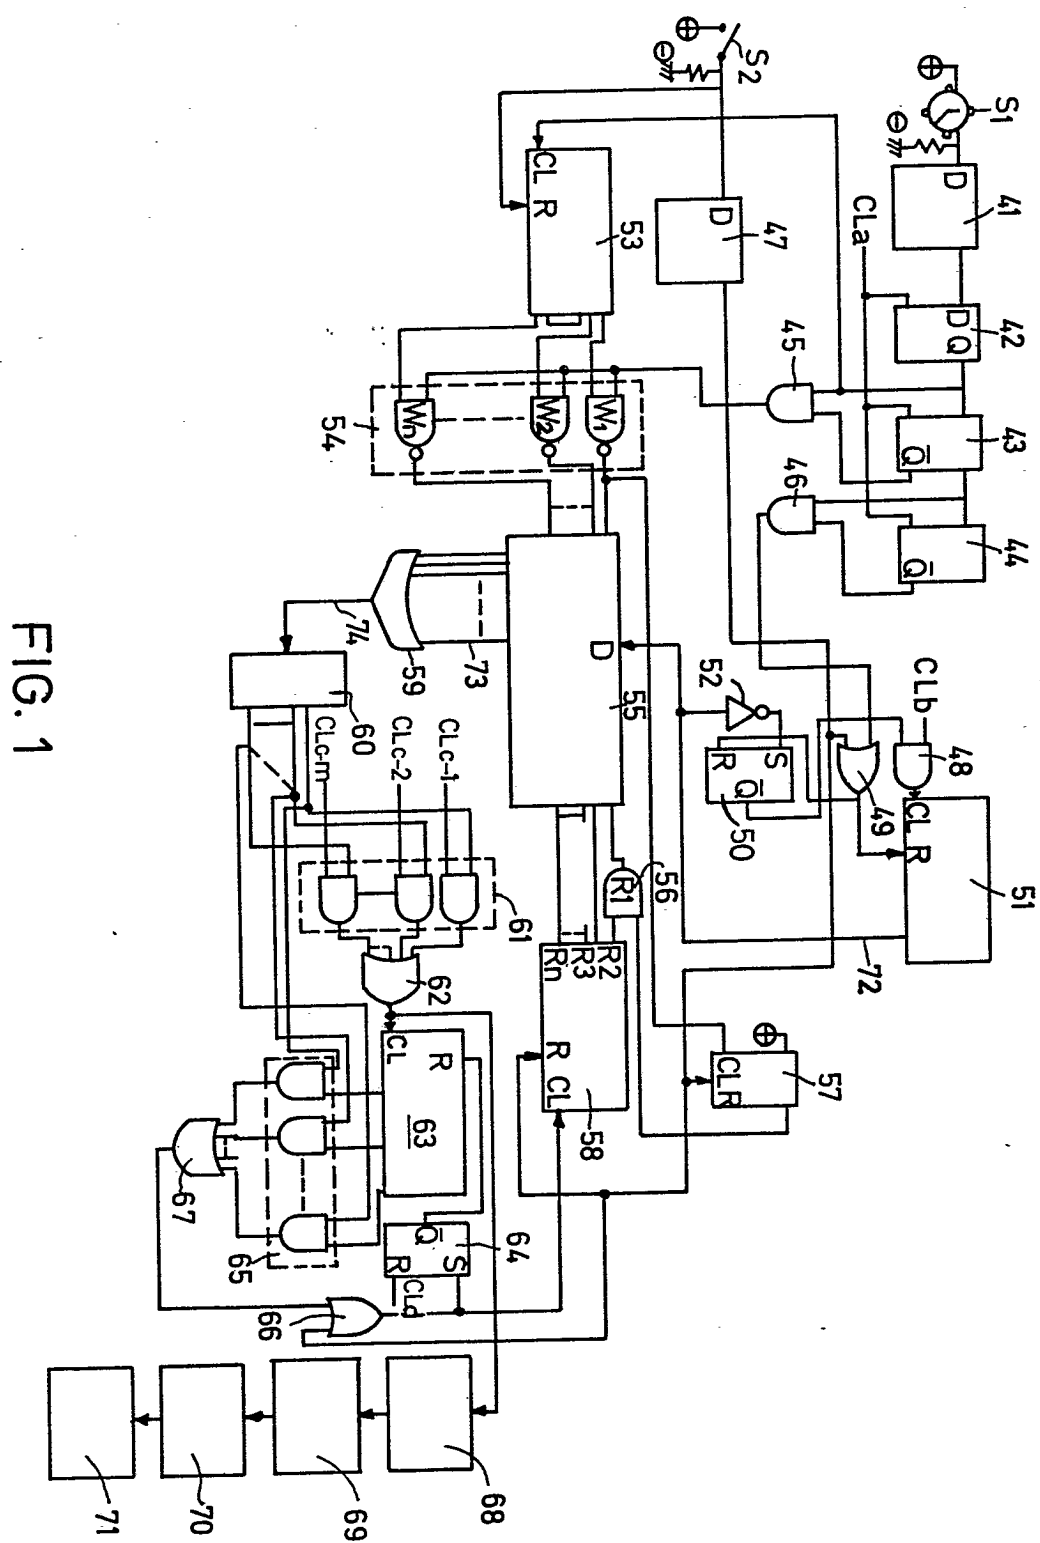 S1
⊕
⊖
D
41
CLa
D Q
42
Q̅
43
Q̅
44
45
46
S2
⊕
⊖
D
47
CLb
48
49
CL R
51
52
S
R
Q̅
50
72
CL R
53
W1
W2
Wn
54
D
55
R1
56
⊕
CL R
57
R2
R3
Rn
R CL
58
73
59
74
60
CLc-1
CLc-2
CLc-m
61
62
CL
R
63
Q̅
S
R
64
CLd
65
66
67
68
69
70
71
FIG. 1